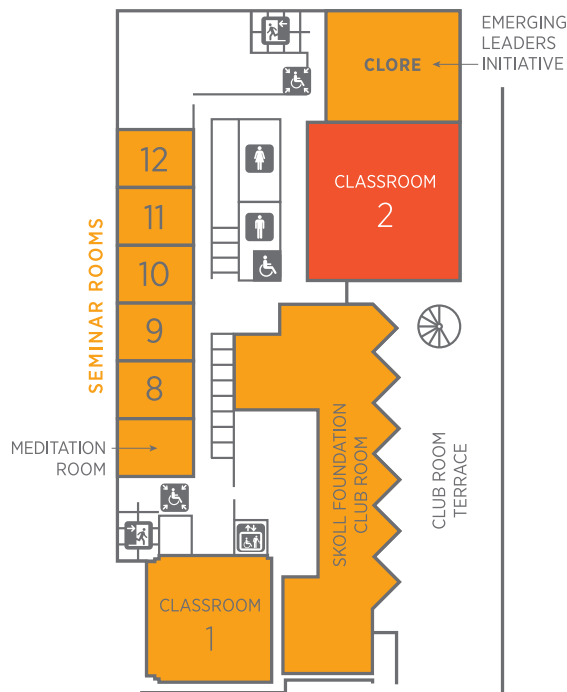 EMERGING
LEADERS
INITIATIVE
CLORE
CLASSROOM
2
12
11
10
9
8
SEMINAR ROOMS
MEDITATION
ROOM
SKOLL FOUNDATION
CLUB ROOM
CLUB ROOM
TERRACE
CLASSROOM
1